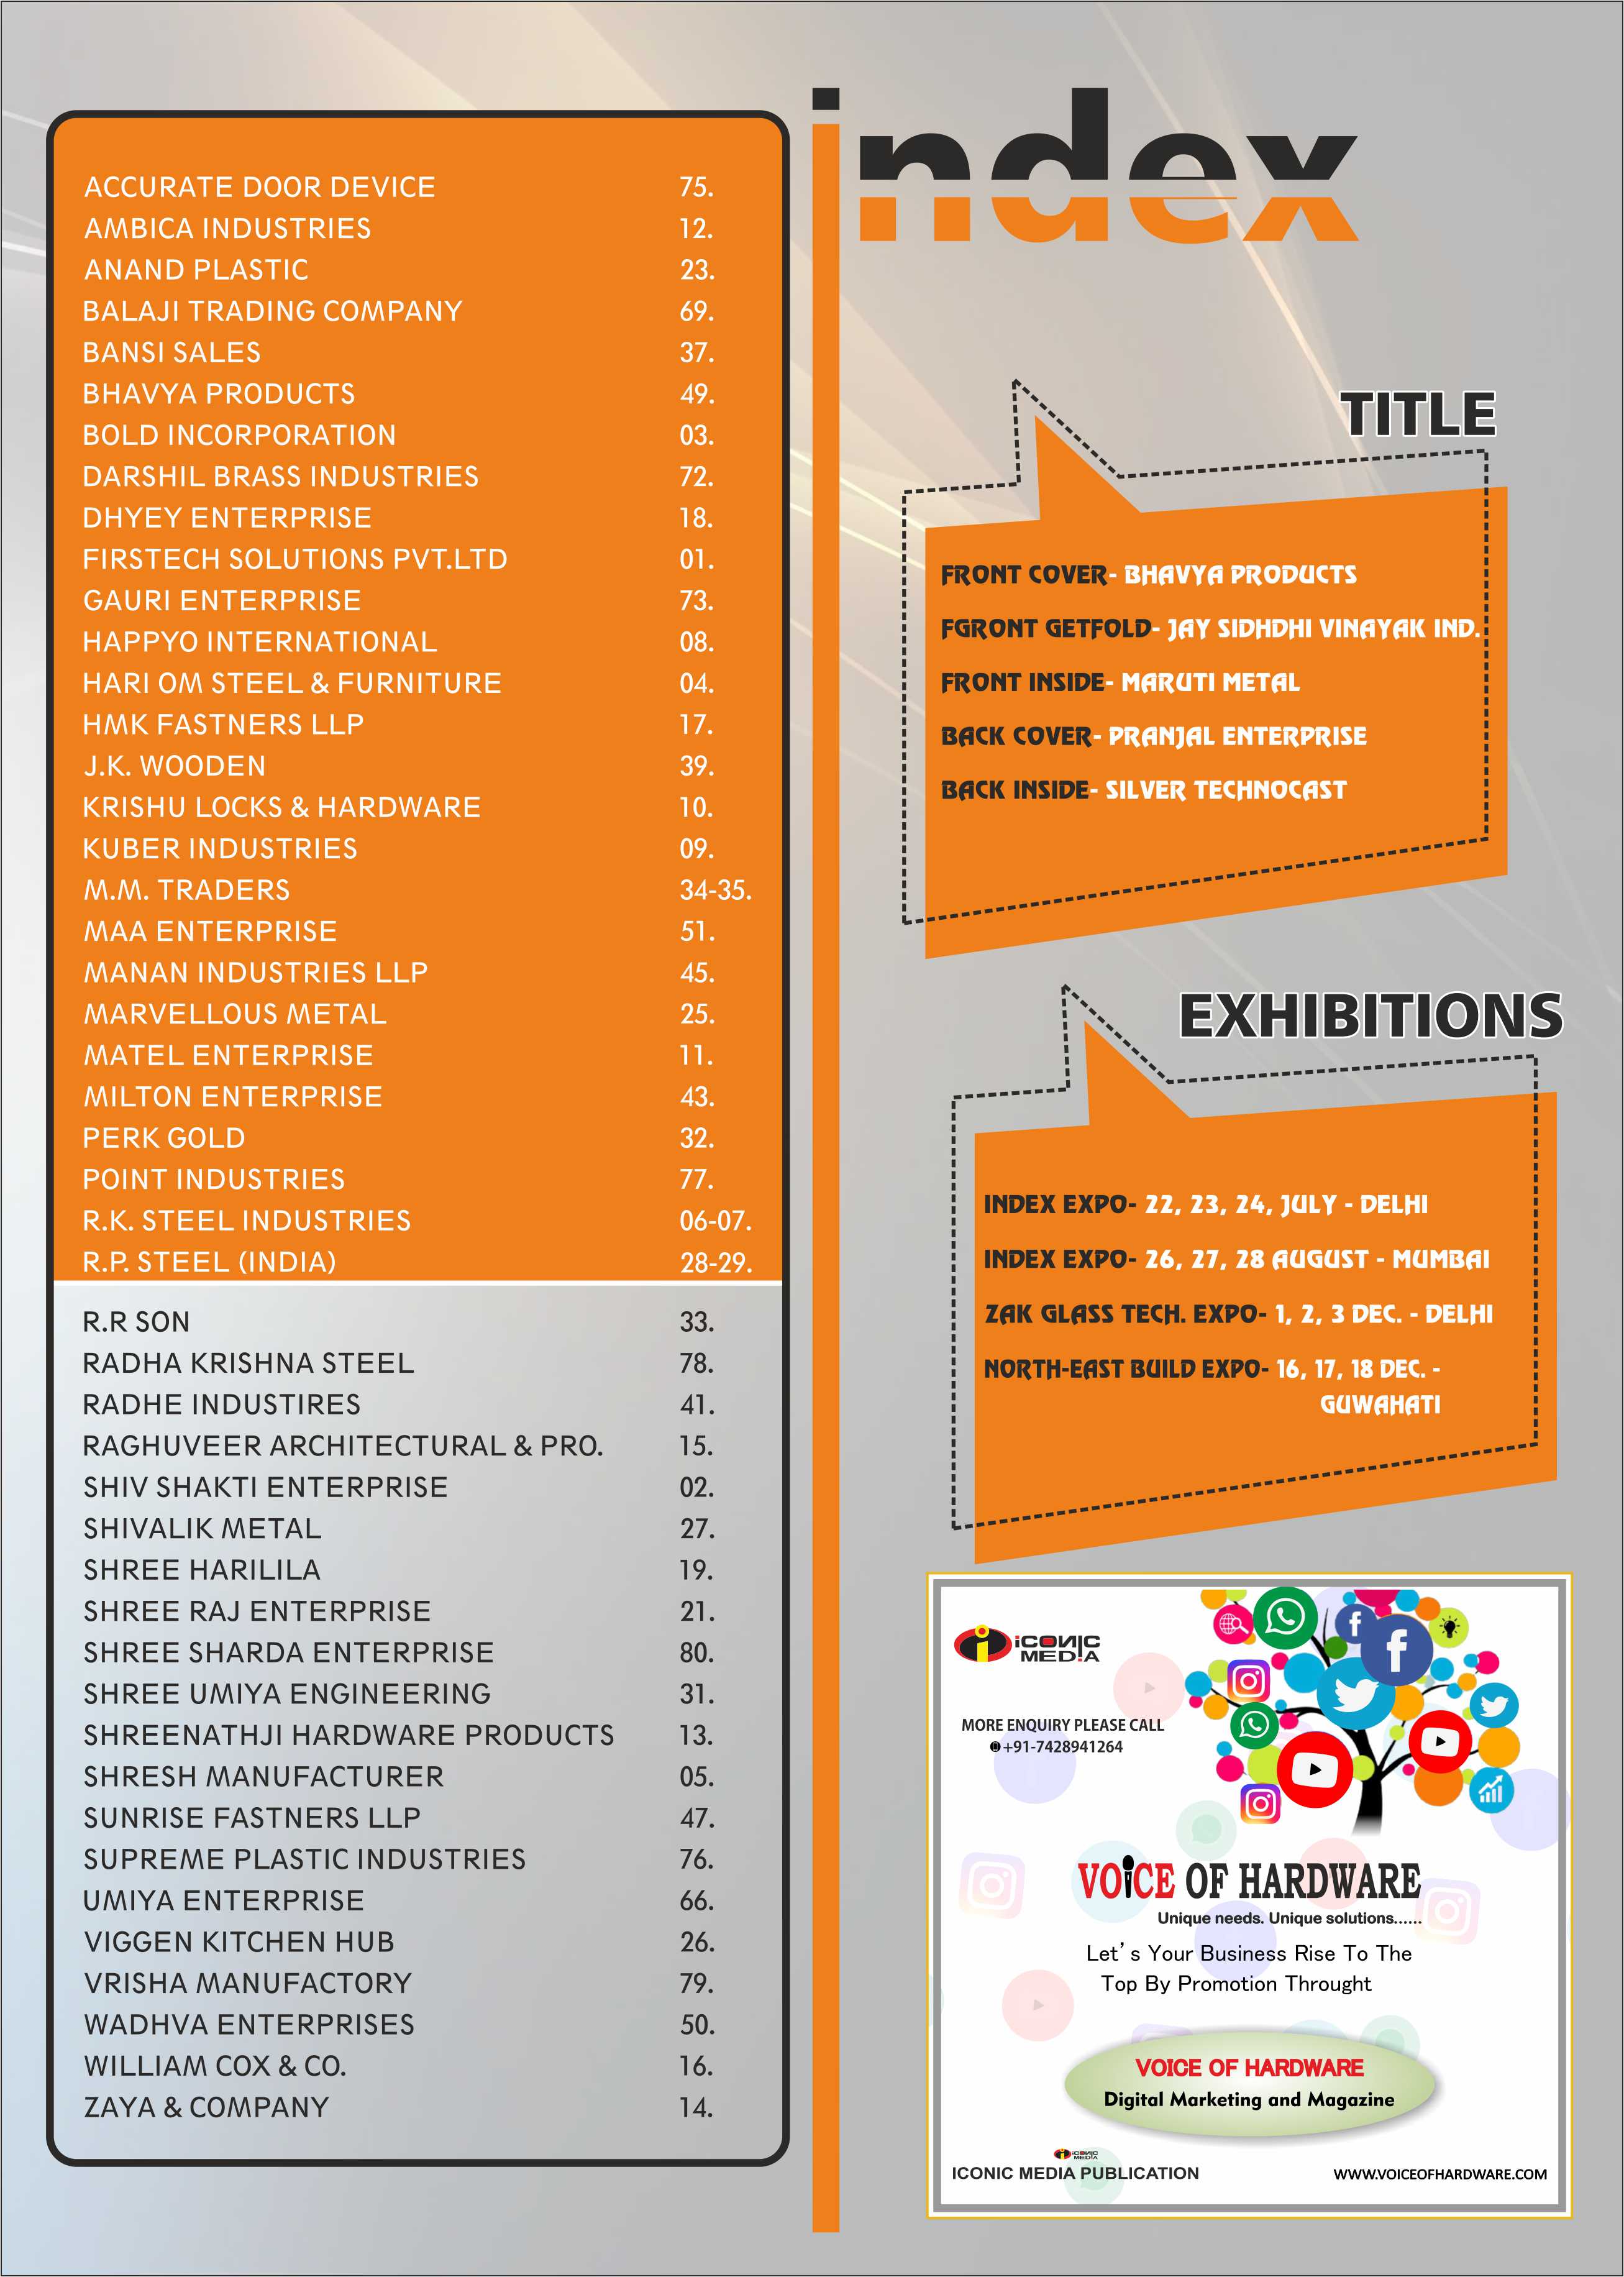 index
ACCURATE DOOR DEVICE 75.
AMBICA INDUSTRIES 12.
ANAND PLASTIC 23.
BALAJI TRADING COMPANY 69.
BANSI SALES 37.
BHAVYA PRODUCTS 49.
BOLD INCORPORATION 03.
DARSHIL BRASS INDUSTRIES 72.
DHYEY ENTERPRISE 18.
FIRSTECH SOLUTIONS PVT.LTD 01.
GAURI ENTERPRISE 73.
HAPPYO INTERNATIONAL 08.
HARI OM STEEL & FURNITURE 04.
HMK FASTNERS LLP 17.
J.K. WOODEN 39.
KRISHU LOCKS & HARDWARE 10.
KUBER INDUSTRIES 09.
M.M. TRADERS 34-35.
MAA ENTERPRISE 51.
MANAN INDUSTRIES LLP 45.
MARVELLOUS METAL 25.
MATEL ENTERPRISE 11.
MILTON ENTERPRISE 43.
PERK GOLD 32.
POINT INDUSTRIES 77.
R.K. STEEL INDUSTRIES 06-07.
R.P. STEEL (INDIA) 28-29.
R.R SON 33.
RADHA KRISHNA STEEL 78.
RADHE INDUSTIRES 41.
RAGHUVEER ARCHITECTURAL & PRO. 15.
SHIV SHAKTI ENTERPRISE 02.
SHIVALIK METAL 27.
SHREE HARILILA 19.
SHREE RAJ ENTERPRISE 21.
SHREE SHARDA ENTERPRISE 80.
SHREE UMIYA ENGINEERING 31.
SHREENATHJI HARDWARE PRODUCTS 13.
SHRESH MANUFACTURER 05.
SUNRISE FASTNERS LLP 47.
SUPREME PLASTIC INDUSTRIES 76.
UMIYA ENTERPRISE 66.
VIGGEN KITCHEN HUB 26.
VRISHA MANUFACTORY 79.
WADHVA ENTERPRISES 50.
WILLIAM COX & CO. 16.
ZAYA & COMPANY 14.
TITLE
FRONT COVER- BHAVYA PRODUCTS
FGRONT GETFOLD- JAY SIDHDHI VINAYAK IND.
FRONT INSIDE- MARUTI METAL
BACK COVER- PRANJAL ENTERPRISE
BACK INSIDE- SILVER TECHNOCAST
EXHIBITIONS
INDEX EXPO- 22, 23, 24, JULY - DELHI
INDEX EXPO- 26, 27, 28 AUGUST - MUMBAI
ZAK GLASS TECH. EXPO- 1, 2, 3 DEC. - DELHI
NORTH-EAST BUILD EXPO- 16, 17, 18 DEC. -
GUWAHATI
ICONIC
MEDIA
MORE ENQUIRY PLEASE CALL
+91-7428941264
VOICE OF HARDWARE
Unique needs. Unique solutions......
Let's Your Business Rise To The
Top By Promotion Throught
VOICE OF HARDWARE
Digital Marketing and Magazine
ICONIC
MEDIA
ICONIC MEDIA PUBLICATION
WWW.VOICEOFHARDWARE.COM